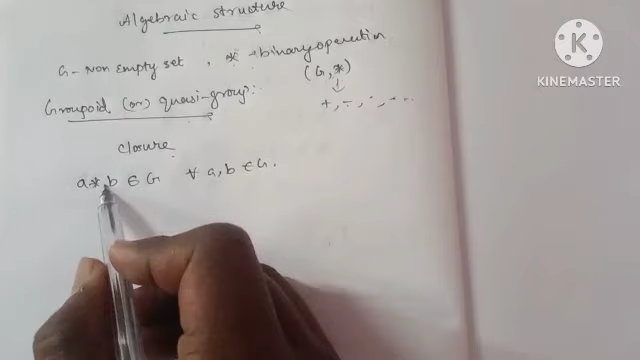 Algebraic structure
G - Non Empty set , * → binary operation
(G, *)
↓
+, -, ·, - - -
Groupoid (or) quasi-group:
closure
a * b ∈ G ∀ a, b ∈ G.
K
KINEMASTER